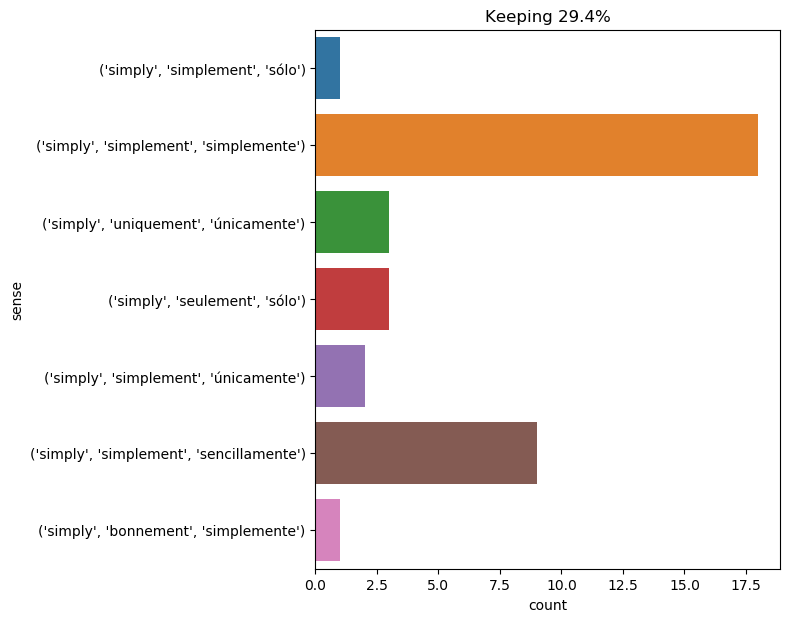 Keeping 29.4%
('simply', 'simplement', 'sólo')
('simply', 'simplement', 'simplemente')
('simply', 'uniquement', 'únicamente')
('simply', 'seulement', 'sólo')
('simply', 'simplement', 'únicamente')
('simply', 'simplement', 'sencillamente')
('simply', 'bonnement', 'simplemente')
sense
0.0 2.5 5.0 7.5 10.0 12.5 15.0 17.5
count